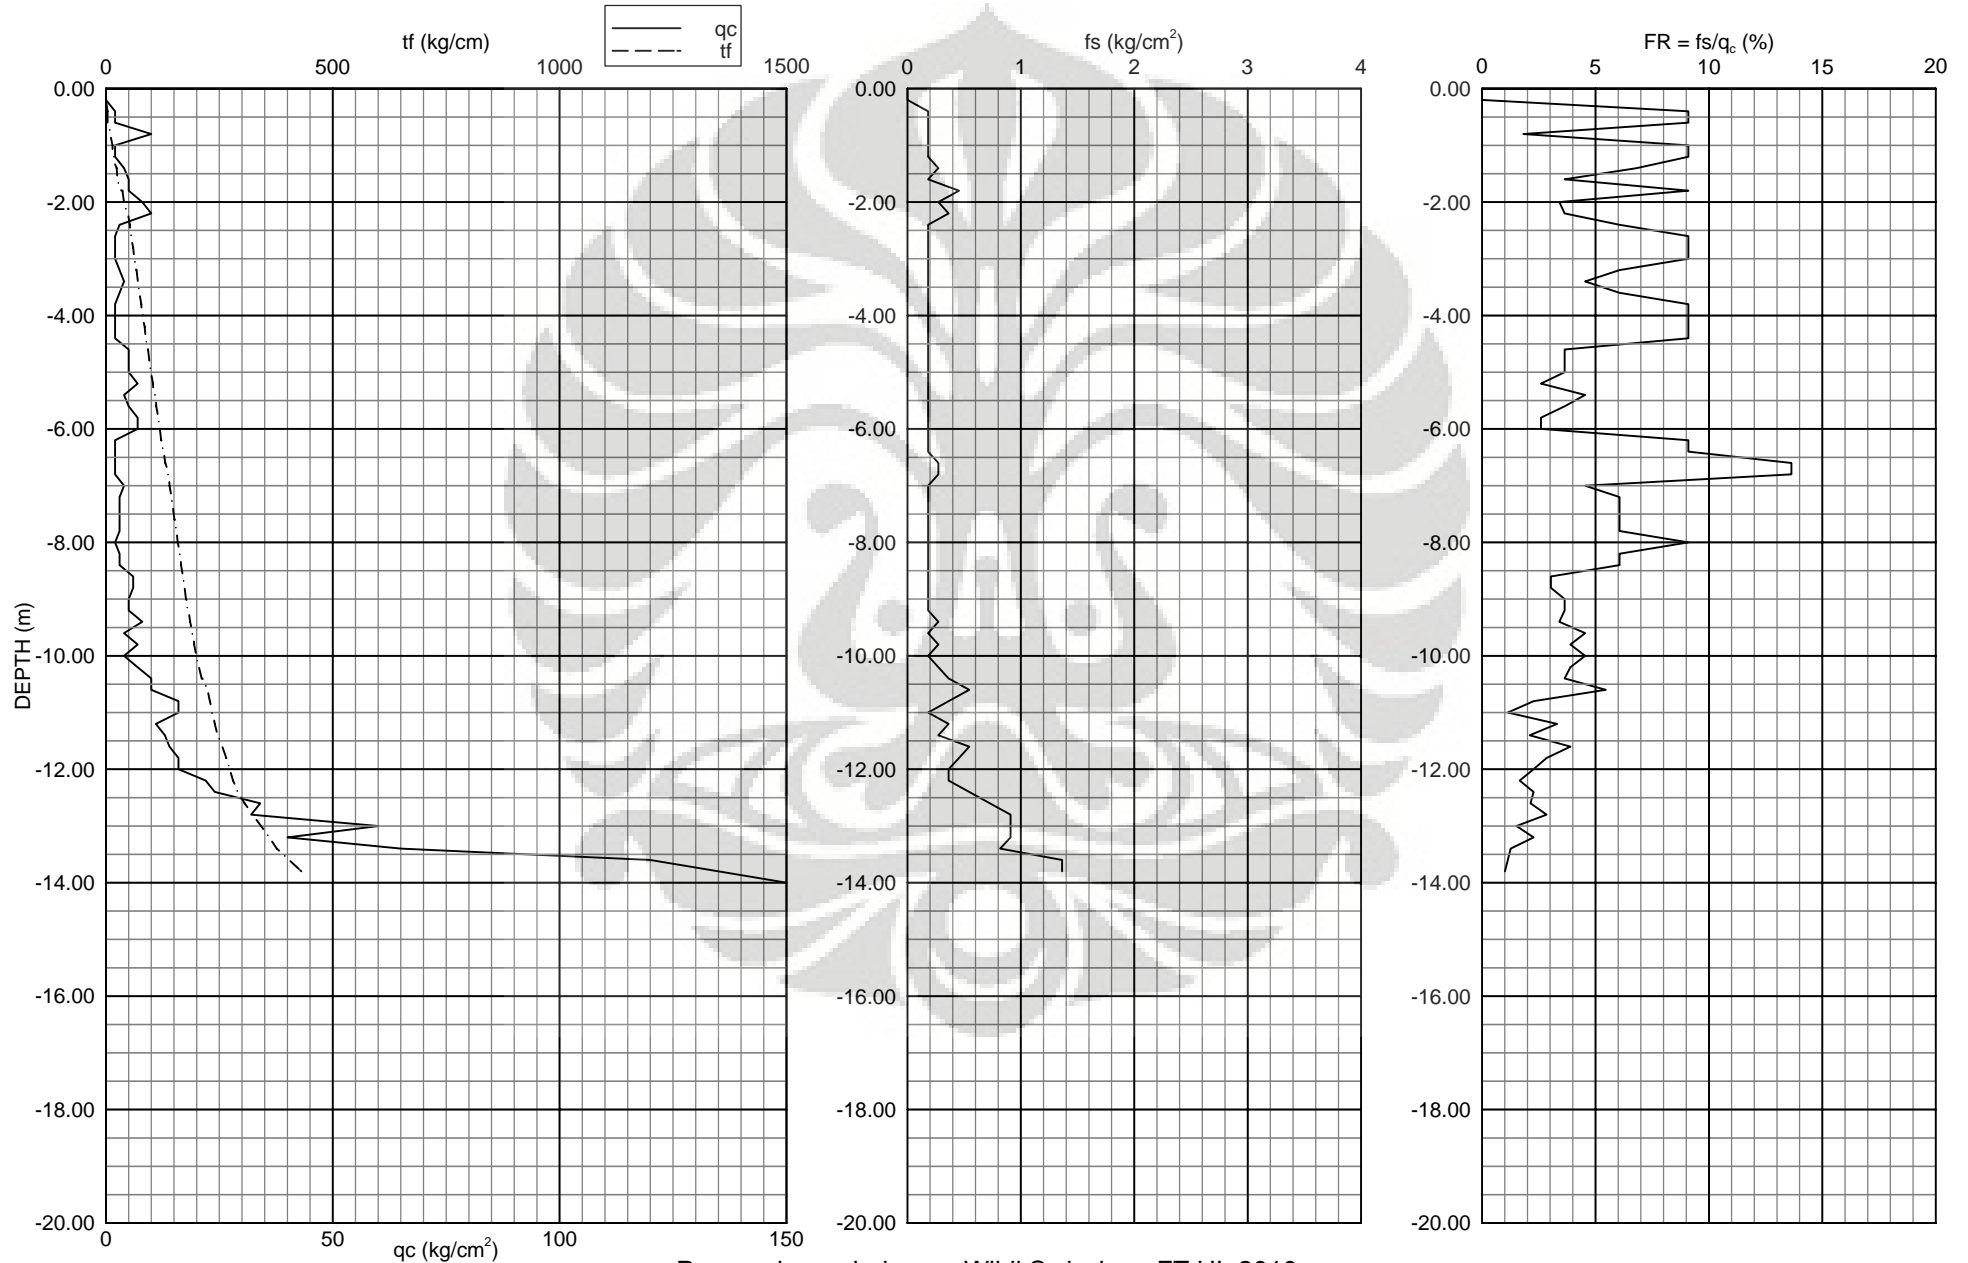 qc
tf
tf (kg/cm)
fs (kg/cm2)
FR = fs/qc (%)
0 500 1000 1500
0 1 2 3 4
0 5 10 15 20
0.00 0.00 0.00
-2.00 -2.00 -2.00
-4.00 -4.00 -4.00
-6.00 -6.00 -6.00
-8.00 -8.00 -8.00
DEPTH (m)
-10.00 -10.00 -10.00
-12.00 -12.00 -12.00
-14.00 -14.00 -14.00
-16.00 -16.00 -16.00
-18.00 -18.00 -18.00
-20.00 -20.00 -20.00
0 50 100 150
qc (kg/cm2)